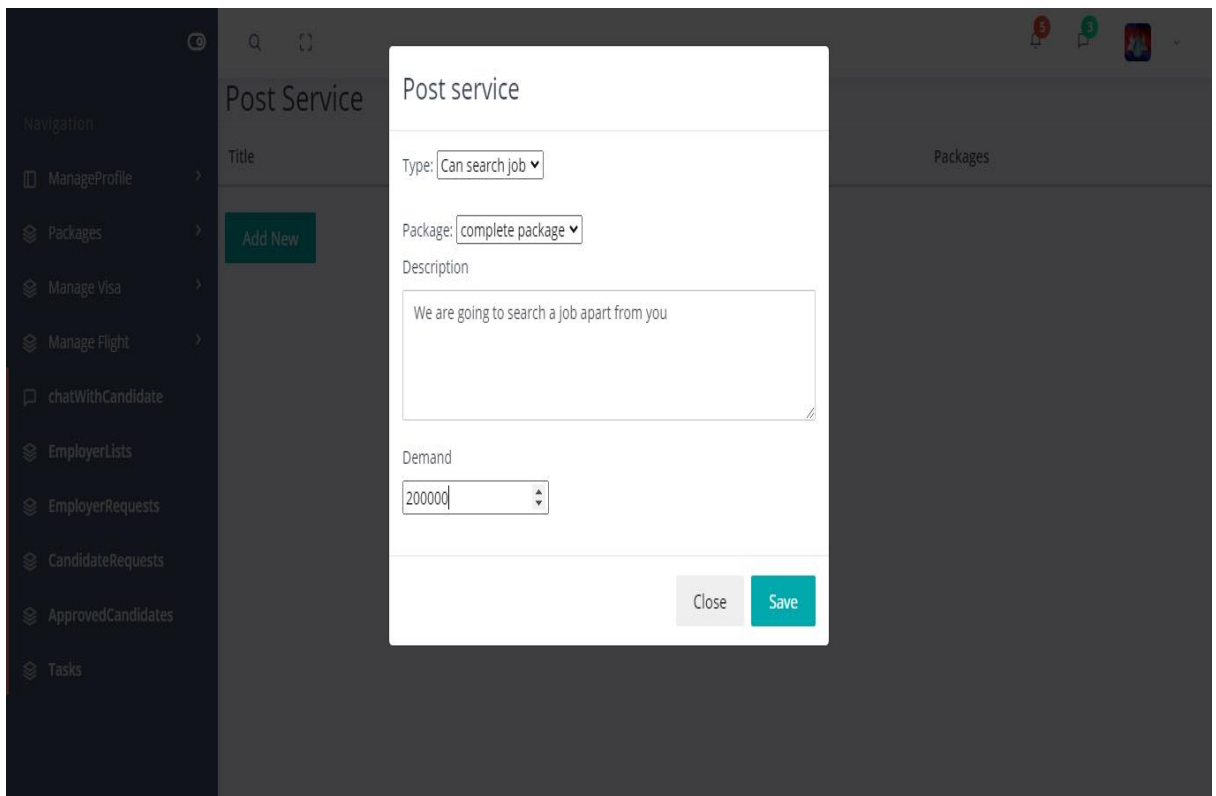 5
3
Post Service
Post service
Navigation
Title
Packages
Type: Can search job
ManageProfile
Package: complete package
Packages
Add New
Description
Manage Visa
We are going to search a job apart from you
Manage Flight
chatWithCandidate
EmployerLists
Demand
200000
EmployerRequests
CandidateRequests
Close
Save
ApprovedCandidates
Tasks